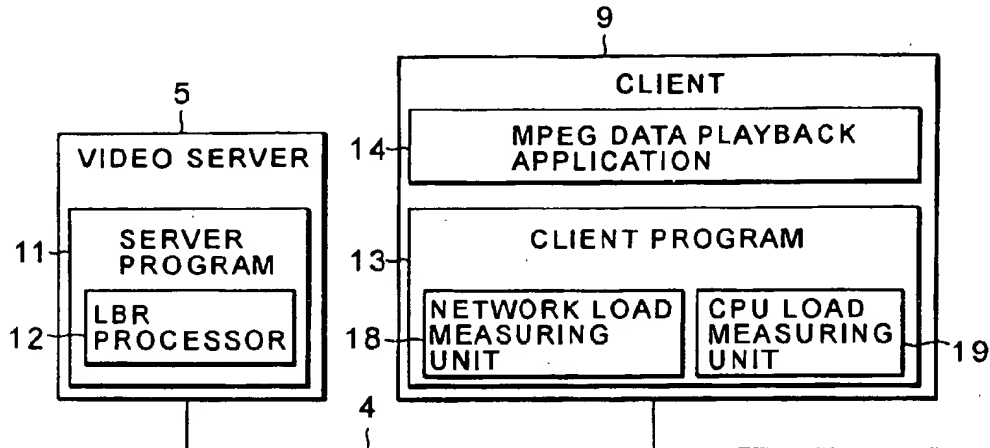 9
CLIENT
5
VIDEO SERVER
14
MPEG DATA PLAYBACK
APPLICATION
11
SERVER
PROGRAM
13
CLIENT PROGRAM
12
LBR
PROCESSOR
18
NETWORK LOAD
MEASURING
UNIT
CPU LOAD
MEASURING
UNIT
19
4